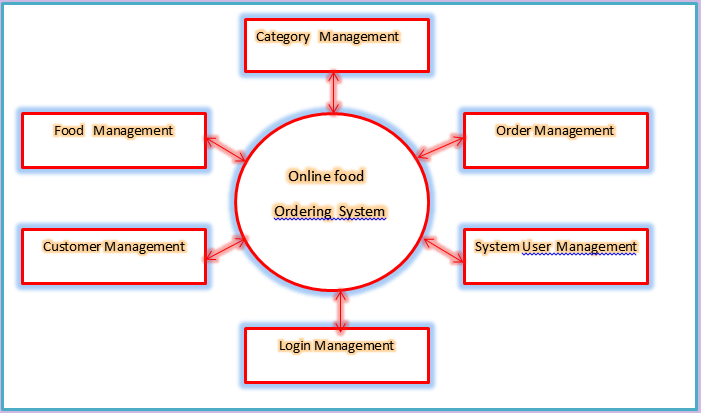 Category Management
Food Management
Order Management
Online food
Ordering System
Customer Management
System User Management
Login Management